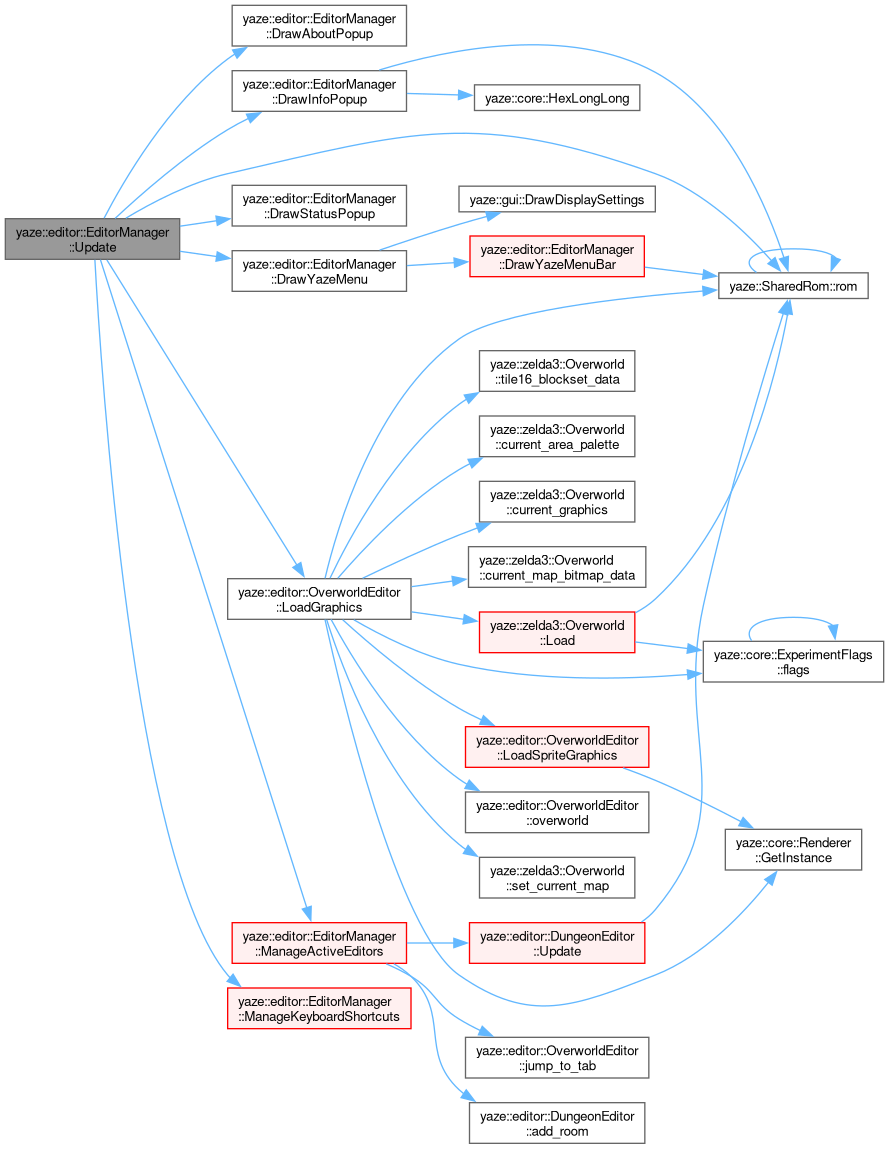 yaze::editor::EditorManager
::Update
yaze::editor::EditorManager
::DrawAboutPopup
yaze::editor::EditorManager
::DrawInfoPopup
yaze::core::HexLongLong
yaze::editor::EditorManager
::DrawStatusPopup
yaze::gui::DrawDisplaySettings
yaze::editor::EditorManager
::DrawYazeMenu
yaze::editor::EditorManager
::DrawYazeMenuBar
yaze::SharedRom::rom
yaze::zelda3::Overworld
::tile16_blockset_data
yaze::zelda3::Overworld
::current_area_palette
yaze::zelda3::Overworld
::current_graphics
yaze::zelda3::Overworld
::current_map_bitmap_data
yaze::editor::OverworldEditor
::LoadGraphics
yaze::zelda3::Overworld
::Load
yaze::core::ExperimentFlags
::flags
yaze::editor::OverworldEditor
::LoadSpriteGraphics
yaze::editor::OverworldEditor
::overworld
yaze::core::Renderer
::GetInstance
yaze::zelda3::Overworld
::set_current_map
yaze::editor::EditorManager
::ManageActiveEditors
yaze::editor::DungeonEditor
::Update
yaze::editor::EditorManager
::ManageKeyboardShortcuts
yaze::editor::OverworldEditor
::jump_to_tab
yaze::editor::DungeonEditor
::add_room